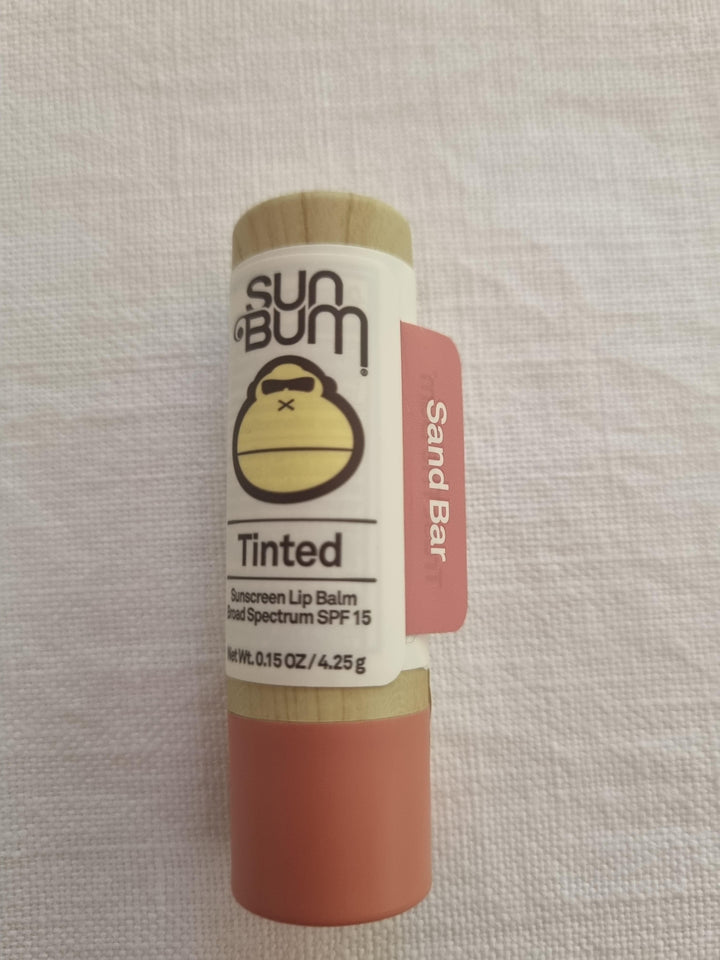 SUN
BUM®
Tinted
Sunscreen Lip Balm
Broad Spectrum SPF 15
Net Wt. 0.15 OZ / 4.25 g
Sand Bar